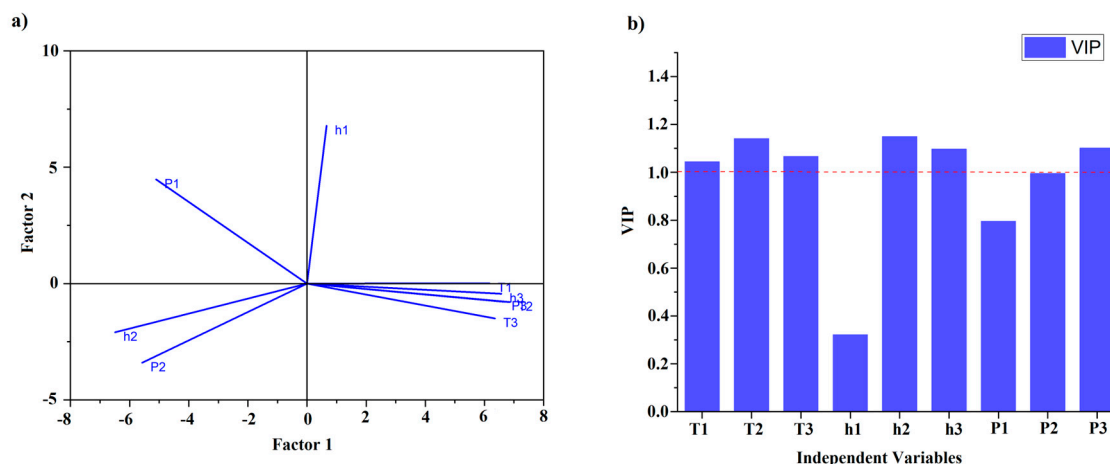 a)
10
5
0
-5
-8
-6
-4
-2
0
2
4
6
8
Factor 2
Factor 1
h1
P1
T1
h3
T3
h2
P2
b)
VIP
1.4
1.2
1.0
0.8
0.6
0.4
0.2
0.0
VIP
T1
T2
T3
h1
h2
h3
P1
P2
P3
Independent Variables